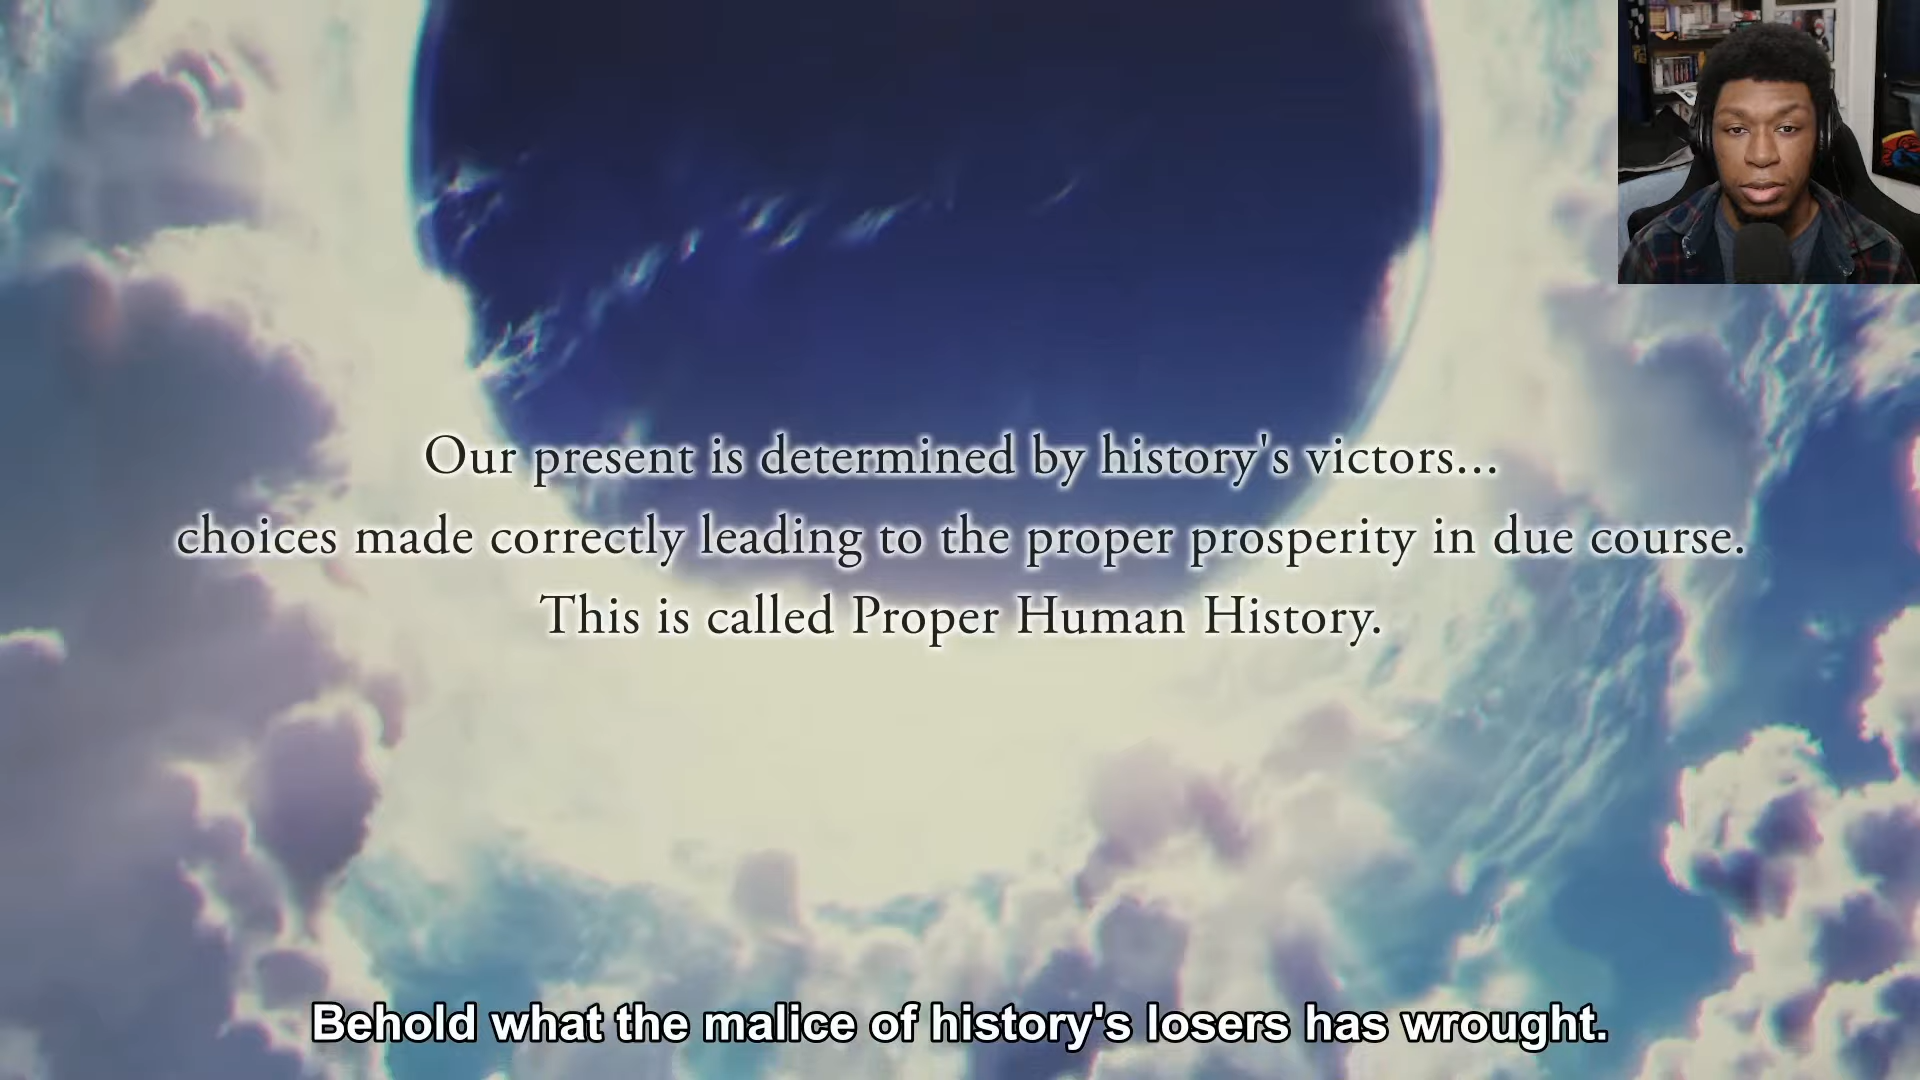 Our present is determined by history's victors...
choices made correctly leading to the proper prosperity in due course.
This is called Proper Human History.
Behold what the malice of history's losers has wrought.